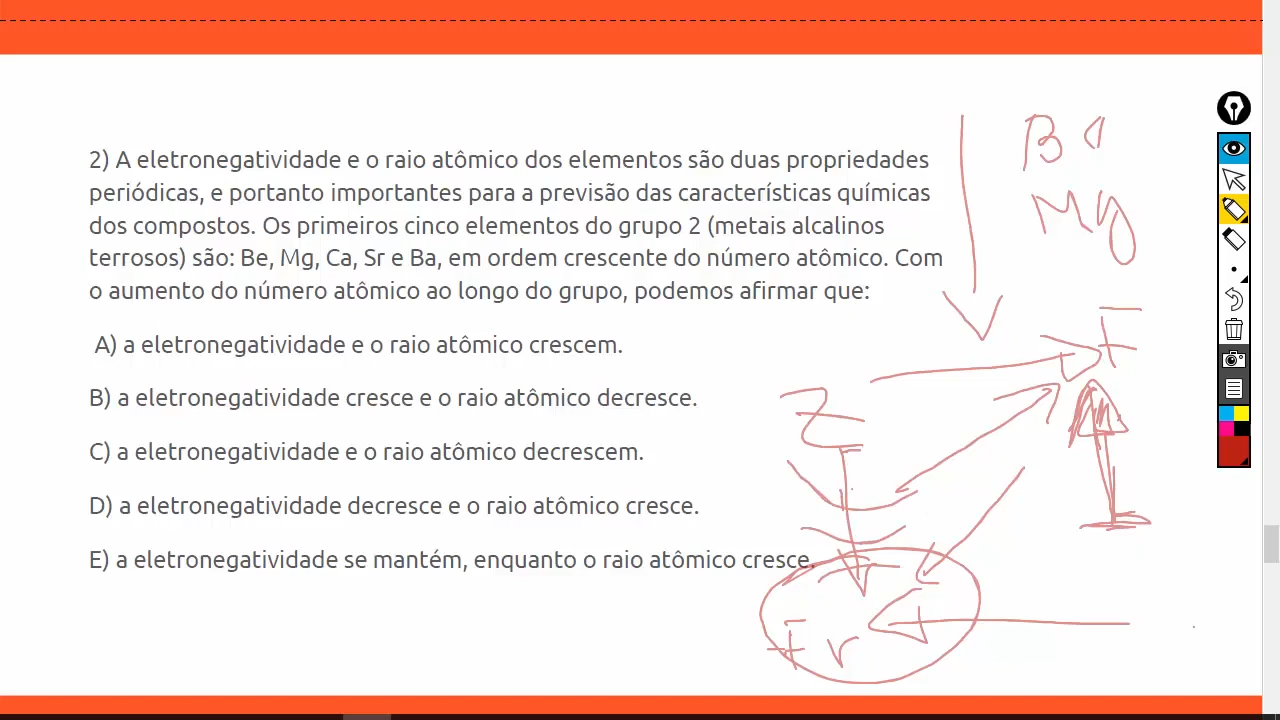 2) A eletronegatividade e o raio atômico dos elementos são duas propriedades
periódicas, e portanto importantes para a previsão das características químicas
dos compostos. Os primeiros cinco elementos do grupo 2 (metais alcalinos
terrosos) são: Be, Mg, Ca, Sr e Ba, em ordem crescente do número atômico. Com
o aumento do número atômico ao longo do grupo, podemos afirmar que:
A) a eletronegatividade e o raio atômico crescem.
B) a eletronegatividade cresce e o raio atômico decresce.
C) a eletronegatividade e o raio atômico decrescem.
D) a eletronegatividade decresce e o raio atômico cresce.
E) a eletronegatividade se mantém, enquanto o raio atômico cresce.
Mg
F
Z
Fr